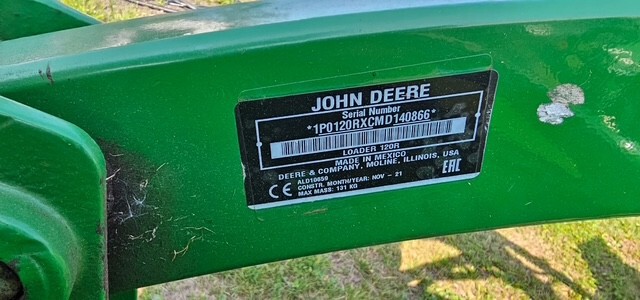 JOHN DEERE
Serial Number
*1P0120RXCMD140866*
LOADER 120R
MADE IN MEXICO
DEERE & COMPANY, MOLINE, ILLINOIS, USA
ALO10059
CONSTR. MONTH/YEAR: NOV - 21
MAX MASS: 131 KG
CE
EAC